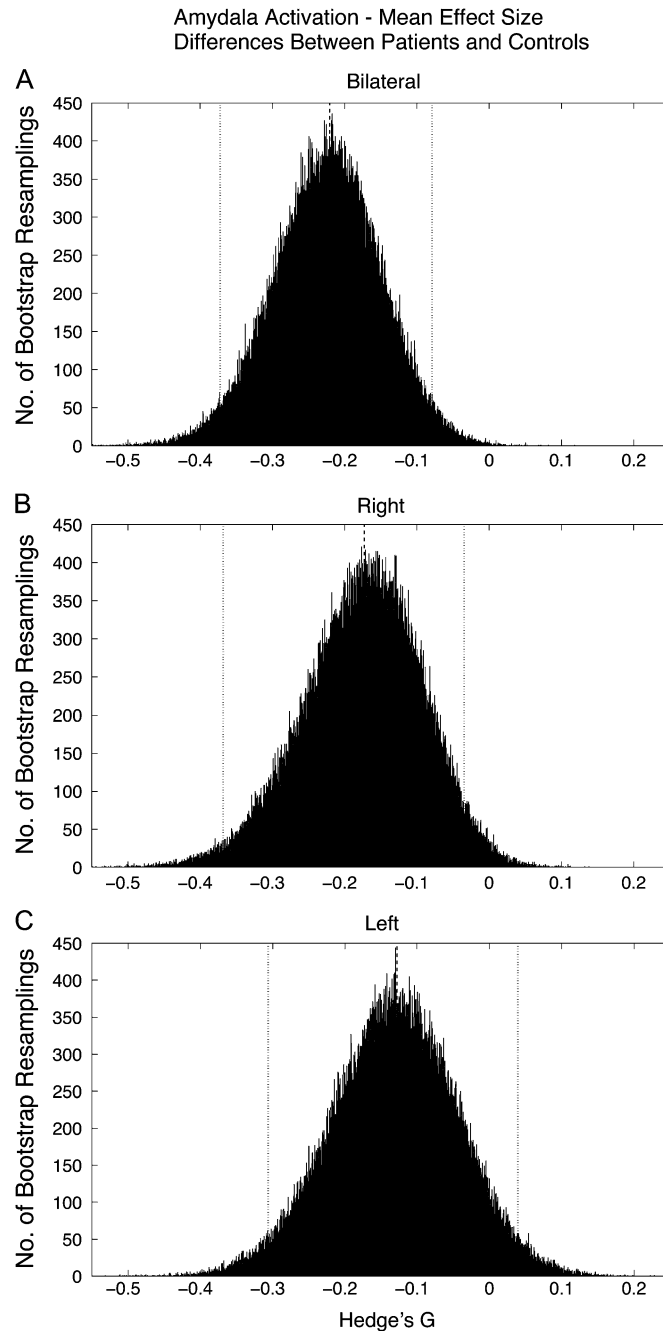 Amydala Activation - Mean Effect Size
Differences Between Patients and Controls
A
Bilateral
No. of Bootstrap Resamplings
450
400
350
300
250
200
150
100
50
0
−0.5 −0.4 −0.3 −0.2 −0.1 0 0.1 0.2
B
Right
No. of Bootstrap Resamplings
450
400
350
300
250
200
150
100
50
0
−0.5 −0.4 −0.3 −0.2 −0.1 0 0.1 0.2
C
Left
No. of Bootstrap Resamplings
450
400
350
300
250
200
150
100
50
0
−0.5 −0.4 −0.3 −0.2 −0.1 0 0.1 0.2
Hedge's G